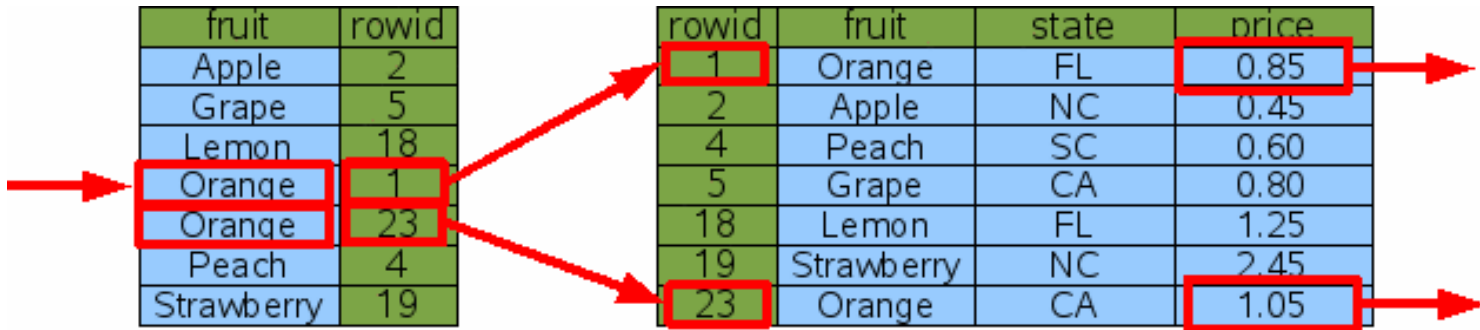 fruit rowid
Apple 2
Grape 5
Lemon 18
Orange 1
Orange 23
Peach 4
Strawberry 19
rowid fruit state price
1 Orange FL 0.85
2 Apple NC 0.45
4 Peach SC 0.60
5 Grape CA 0.80
18 Lemon FL 1.25
19 Strawberry NC 2.45
23 Orange CA 1.05